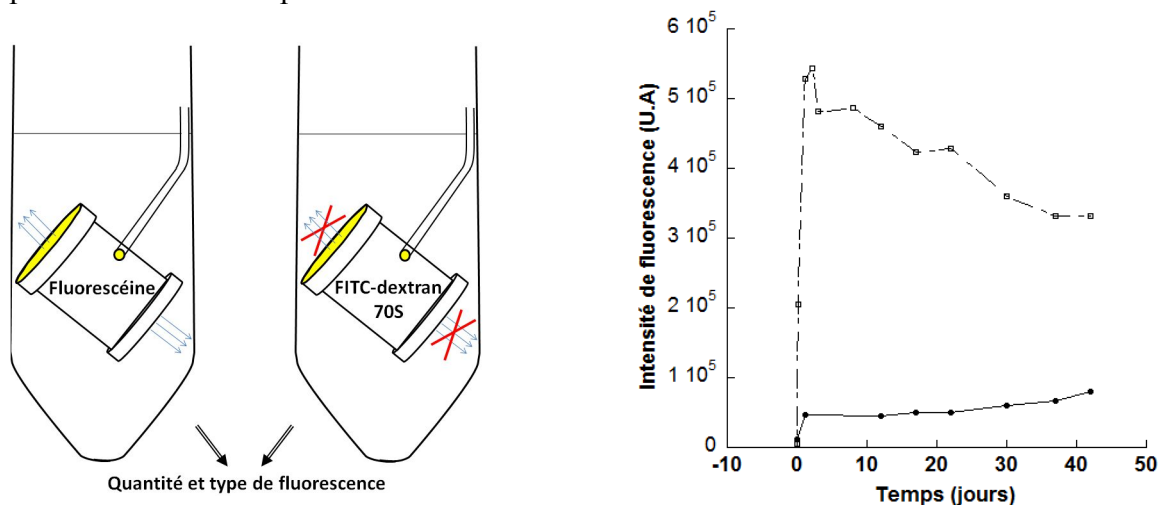 Fluorescéine
FITC-dextran
70S
Quantité et type de fluorescence
Intensité de fluorescence (U.A)
6 10⁵
5 10⁵
4 10⁵
3 10⁵
2 10⁵
1 10⁵
0
-10 0 10 20 30 40 50
Temps (jours)